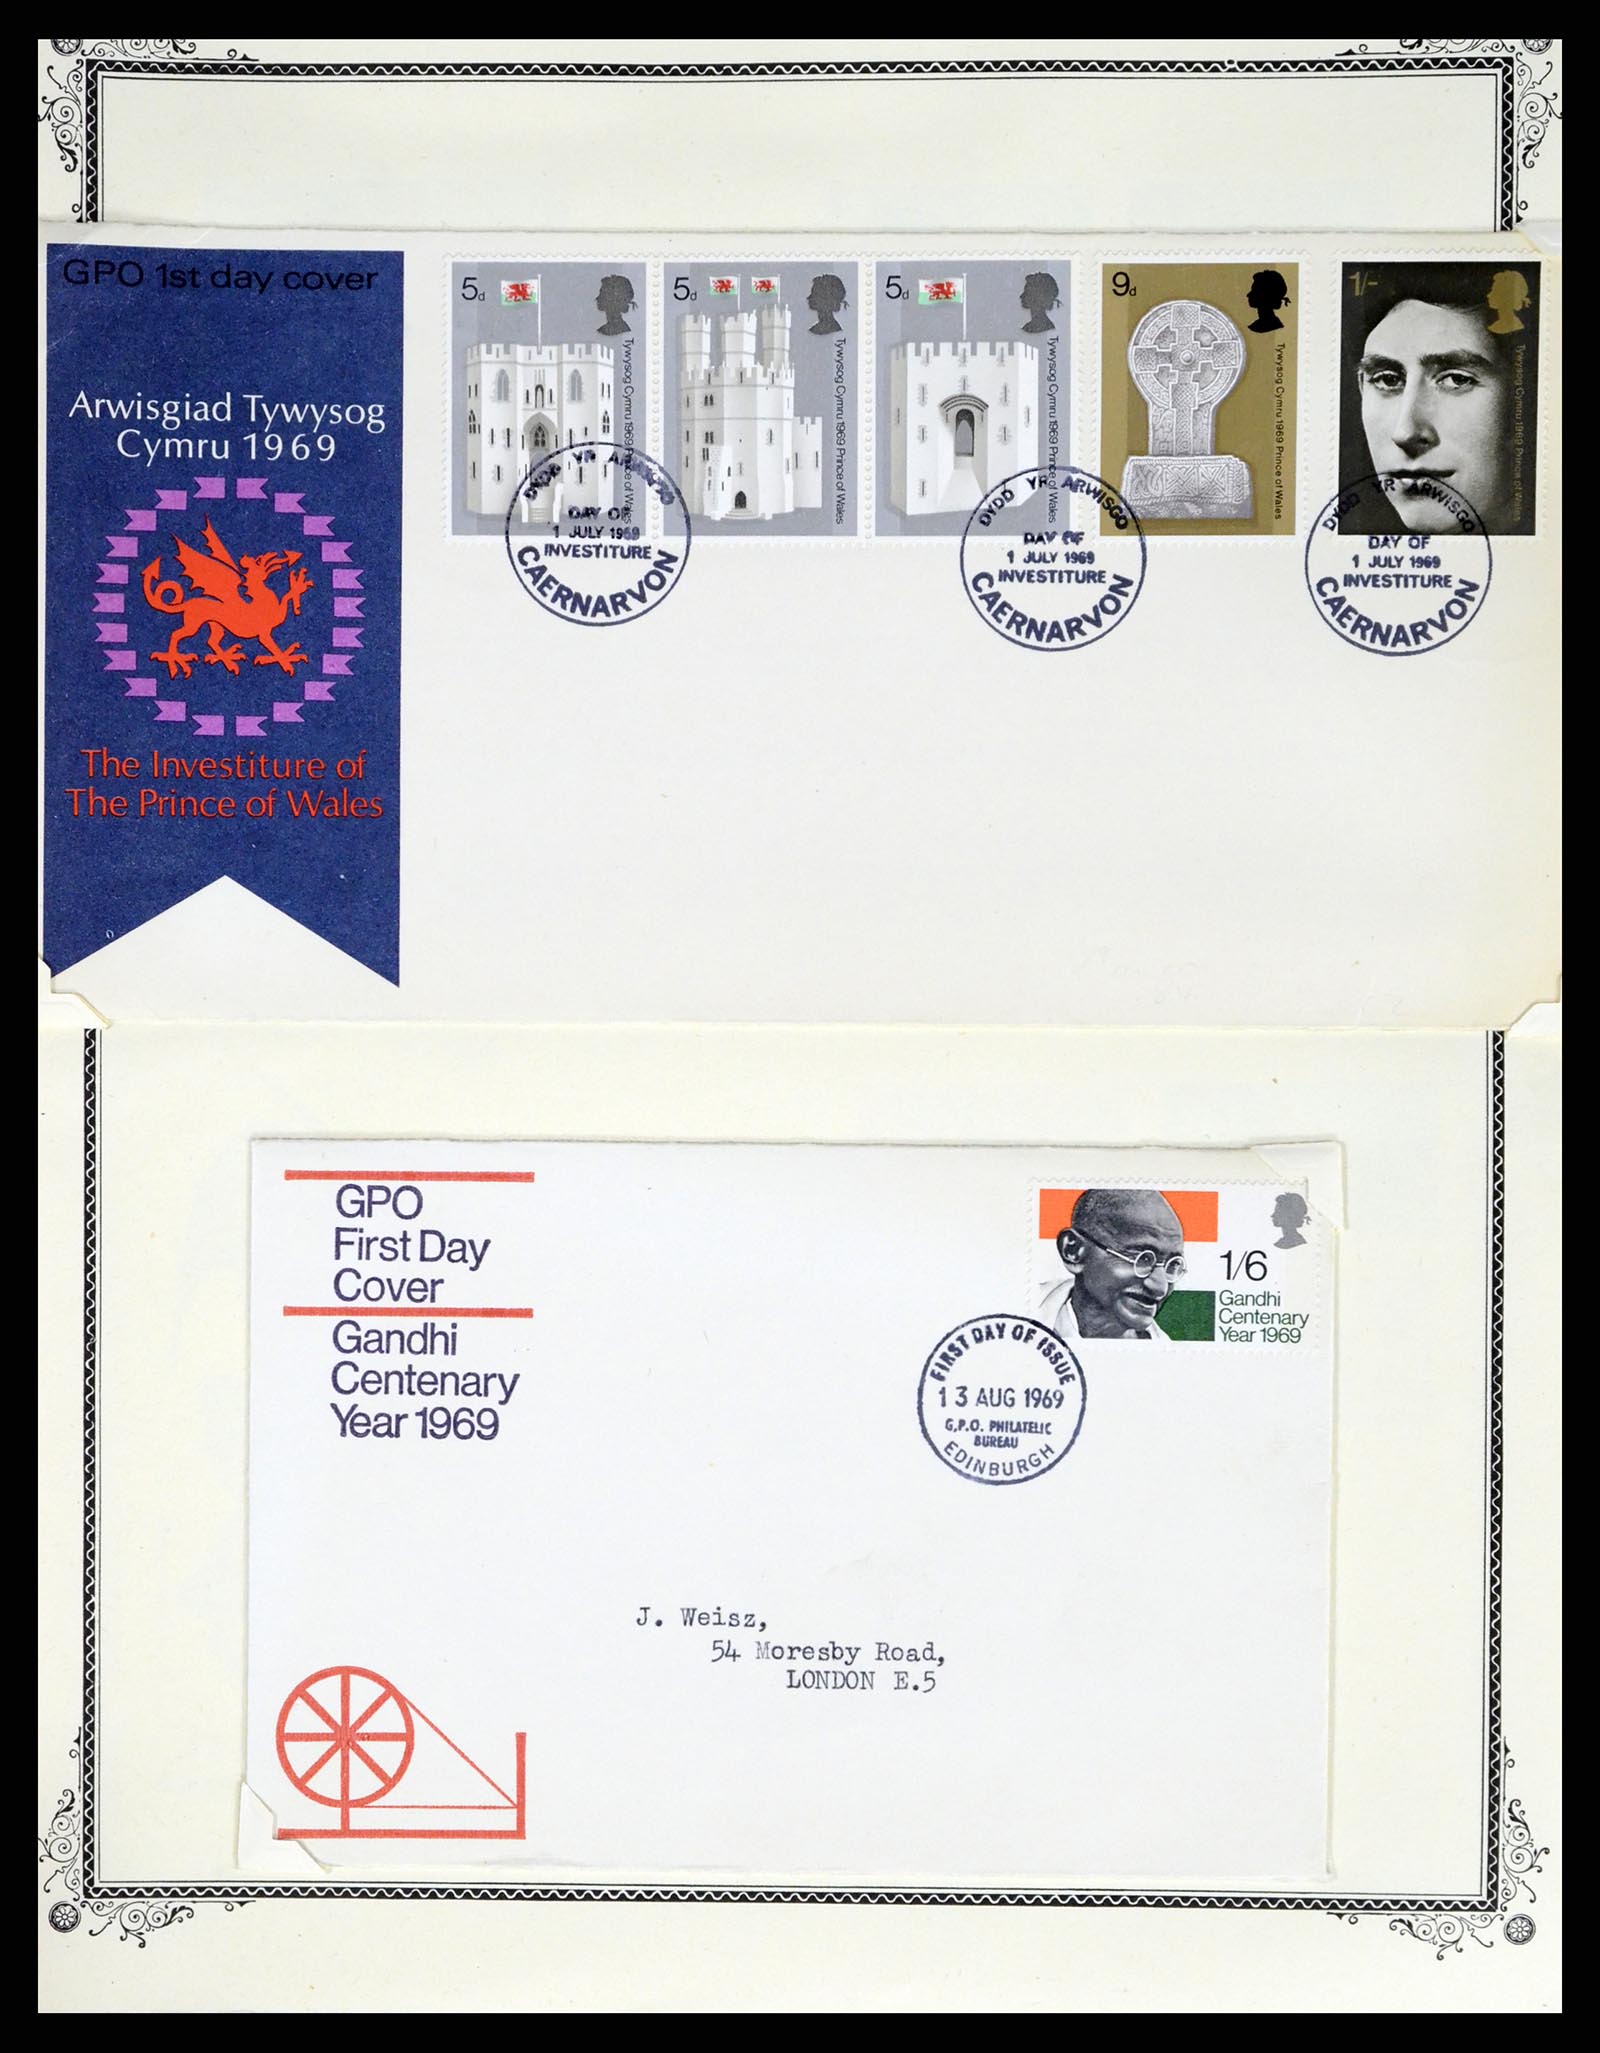 GPO 1st day cover
Arwisgiad Tywysog
Cymru 1969
The Investiture of
The Prince of Wales
5d
Tywysog Cymru 1969 Prince of Wales
5d
Tywysog Cymru 1969 Prince of Wales
5d
Tywysog Cymru 1969 Prince of Wales
9d
Tywysog Cymru 1969 Prince of Wales
1/-
Tywysog Cymru 1969 Prince of Wales
DYDD YR ARWISGO
DAY OF
1 JULY 1969
INVESTITURE
CAERNARVON
DYDD YR ARWISGO
DAY OF
1 JULY 1969
INVESTITURE
CAERNARVON
DYDD YR ARWISGO
DAY OF
1 JULY 1969
INVESTITURE
CAERNARVON
GPO
First Day
Cover
Gandhi
Centenary
Year 1969
1/6
Gandhi
Centenary
Year 1969
FIRST DAY OF ISSUE
13 AUG 1969
G.P.O. PHILATELIC
BUREAU
EDINBURGH
J. Weisz,
54 Moresby Road,
LONDON E.5